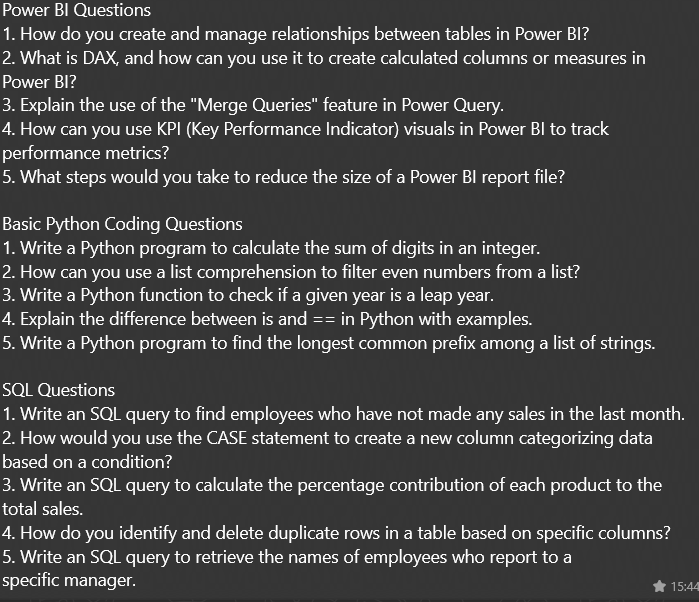 Power BI Questions
1. How do you create and manage relationships between tables in Power BI?
2. What is DAX, and how can you use it to create calculated columns or measures in
Power BI?
3. Explain the use of the "Merge Queries" feature in Power Query.
4. How can you use KPI (Key Performance Indicator) visuals in Power BI to track
performance metrics?
5. What steps would you take to reduce the size of a Power BI report file?
Basic Python Coding Questions
1. Write a Python program to calculate the sum of digits in an integer.
2. How can you use a list comprehension to filter even numbers from a list?
3. Write a Python function to check if a given year is a leap year.
4. Explain the difference between is and == in Python with examples.
5. Write a Python program to find the longest common prefix among a list of strings.
SQL Questions
1. Write an SQL query to find employees who have not made any sales in the last month.
2. How would you use the CASE statement to create a new column categorizing data
based on a condition?
3. Write an SQL query to calculate the percentage contribution of each product to the
total sales.
4. How do you identify and delete duplicate rows in a table based on specific columns?
5. Write an SQL query to retrieve the names of employees who report to a
specific manager.
15:44